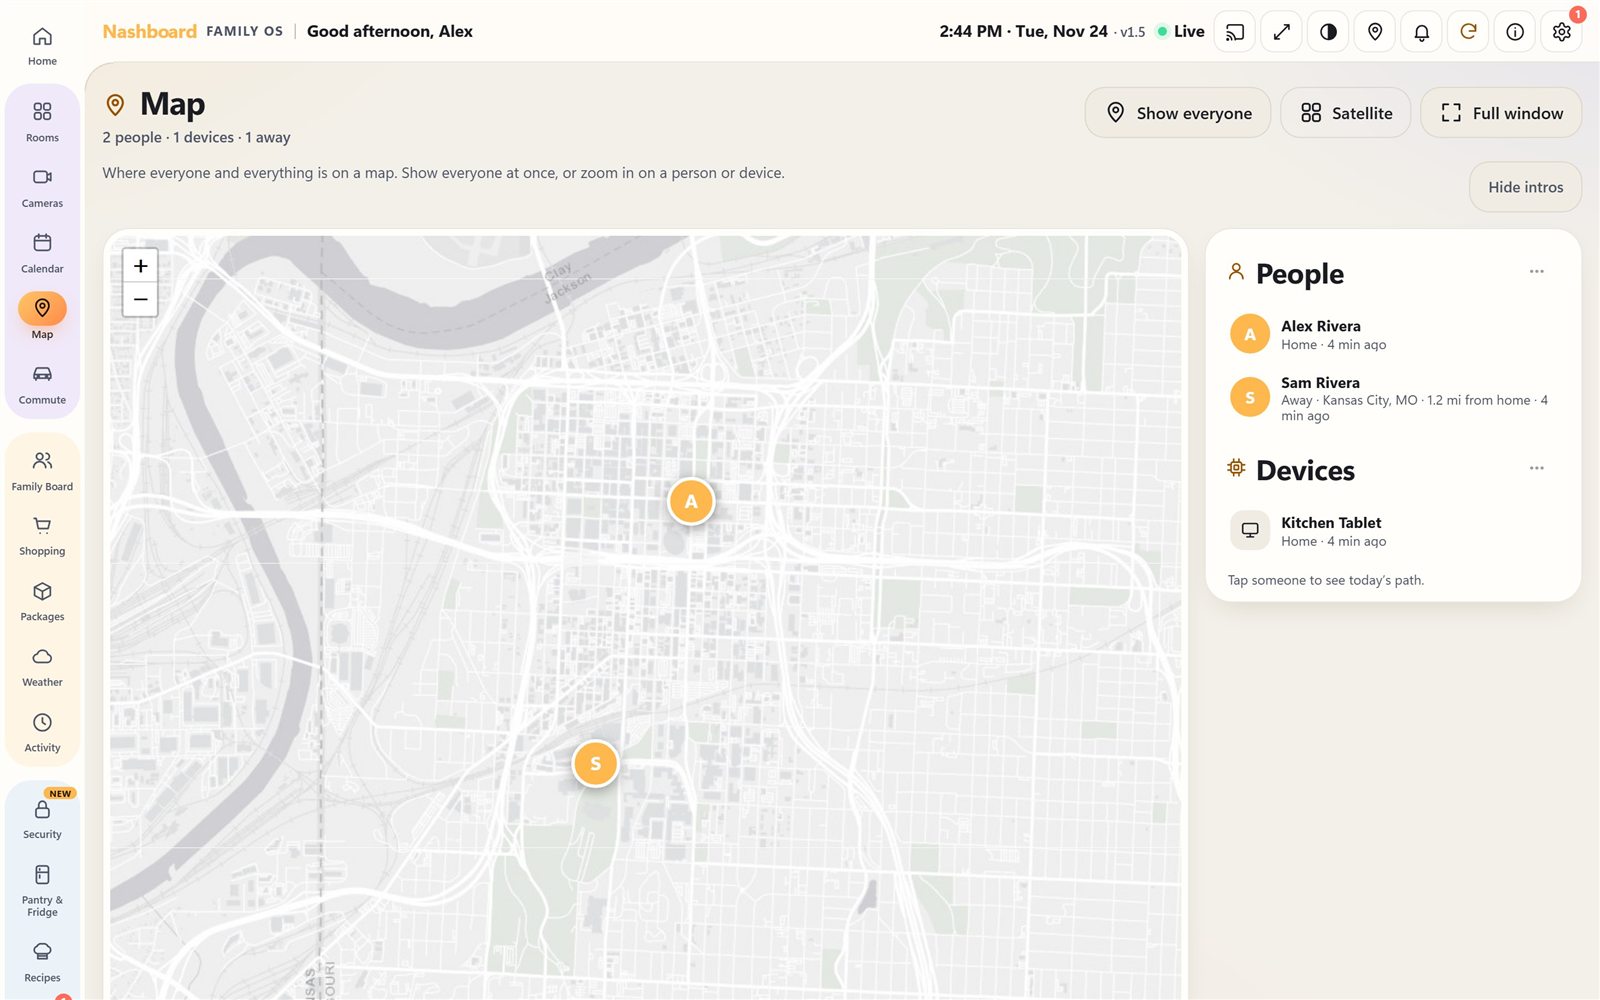 Nashboard FAMILY OS Good afternoon, Alex
2:44 PM · Tue, Nov 24 · v1.5 Live
1
Home
Rooms
Cameras
Calendar
Map
Commute
Family Board
Shopping
Packages
Weather
Activity
NEW
Security
Pantry &
Fridge
Recipes
Map
2 people · 1 devices · 1 away
Where everyone and everything is on a map. Show everyone at once, or zoom in on a person or device.
Show everyone
Satellite
Full window
Hide intros
+
−
Clay
Jackson
A
S
People
A
Alex Rivera
Home · 4 min ago
S
Sam Rivera
Away · Kansas City, MO · 1.2 mi from home · 4
min ago
Devices
Kitchen Tablet
Home · 4 min ago
Tap someone to see today’s path.